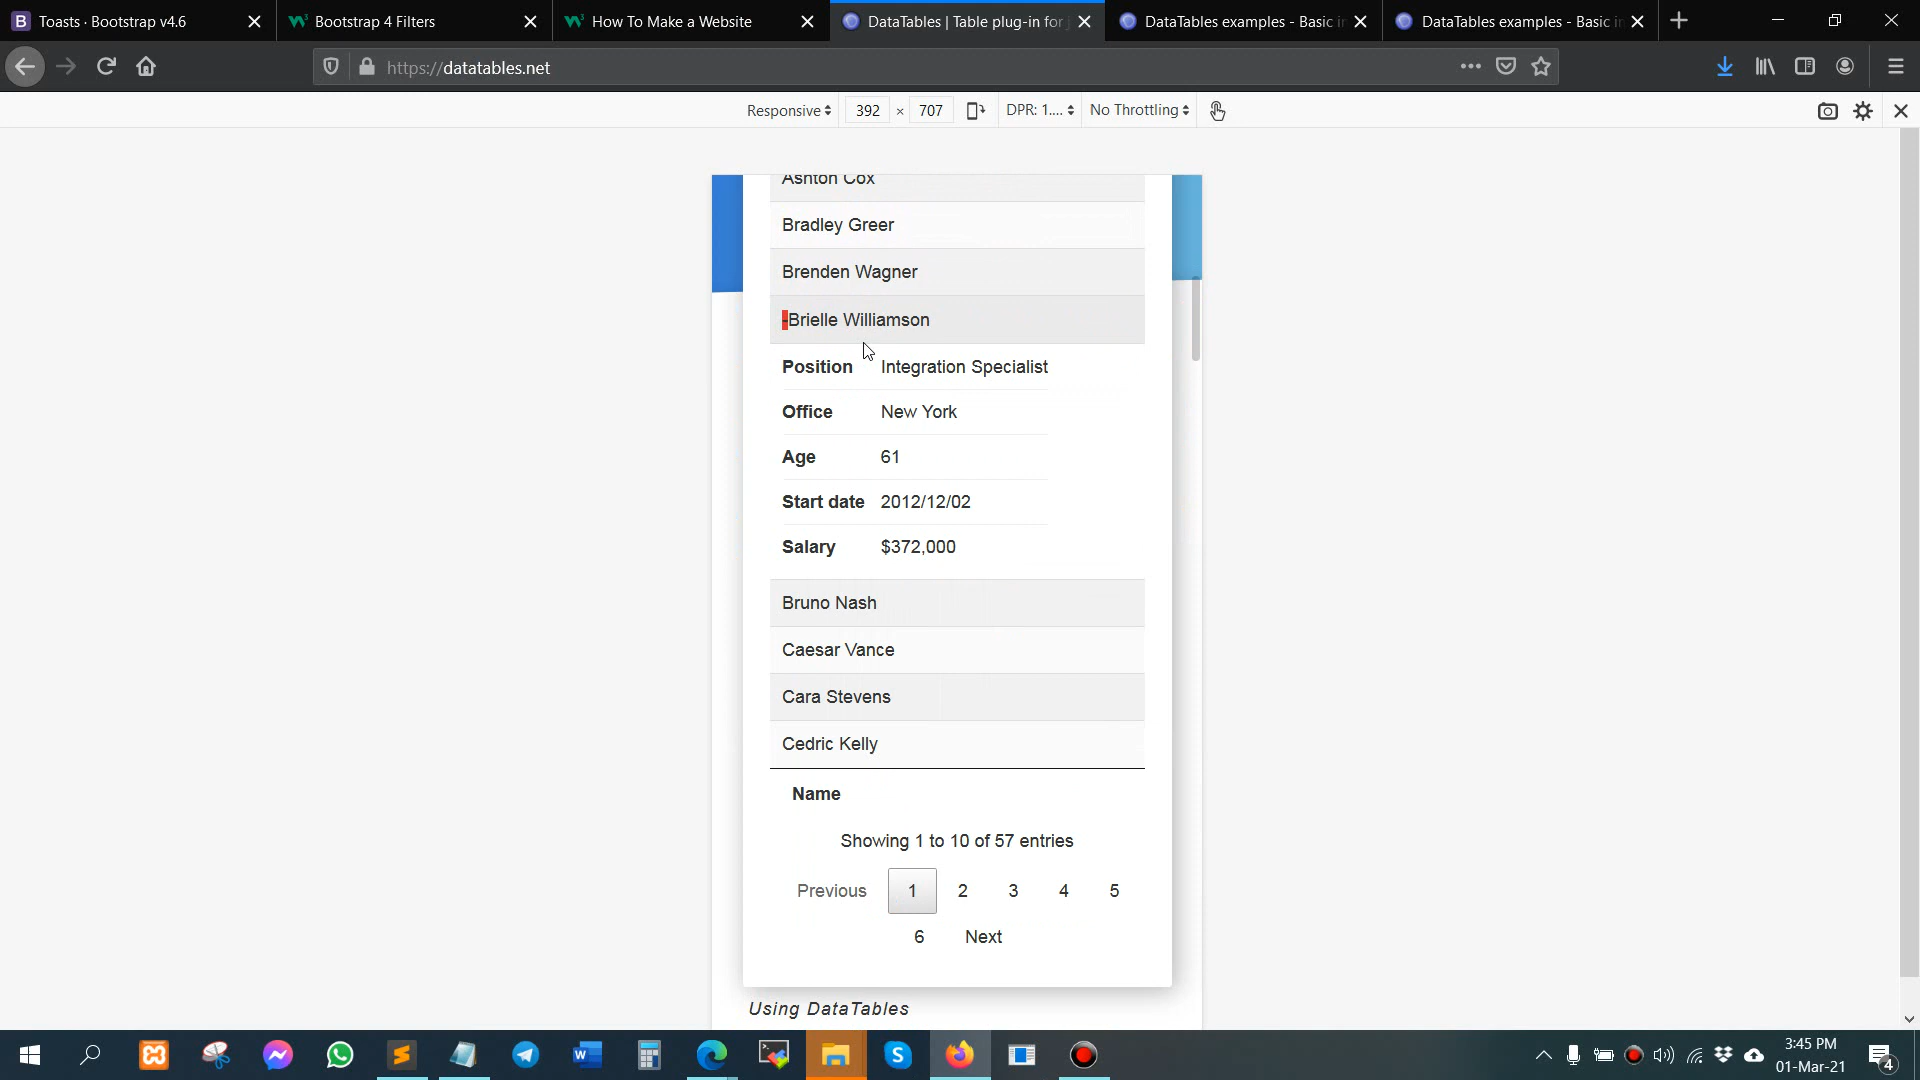 Toasts · Bootstrap v4.6
Bootstrap 4 Filters
How To Make a Website
DataTables | Table plug-in for j
DataTables examples - Basic in
DataTables examples - Basic in
https://datatables.net
Responsive
392 × 707
DPR: 1....
No Throttling
Ashton Cox
Bradley Greer
Brenden Wagner
-Brielle Williamson
Position Integration Specialist
Office New York
Age 61
Start date 2012/12/02
Salary $372,000
Bruno Nash
Caesar Vance
Cara Stevens
Cedric Kelly
Name
Showing 1 to 10 of 57 entries
Previous 1 2 3 4 5
6 Next
Using DataTables
3:45 PM
01-Mar-21
4